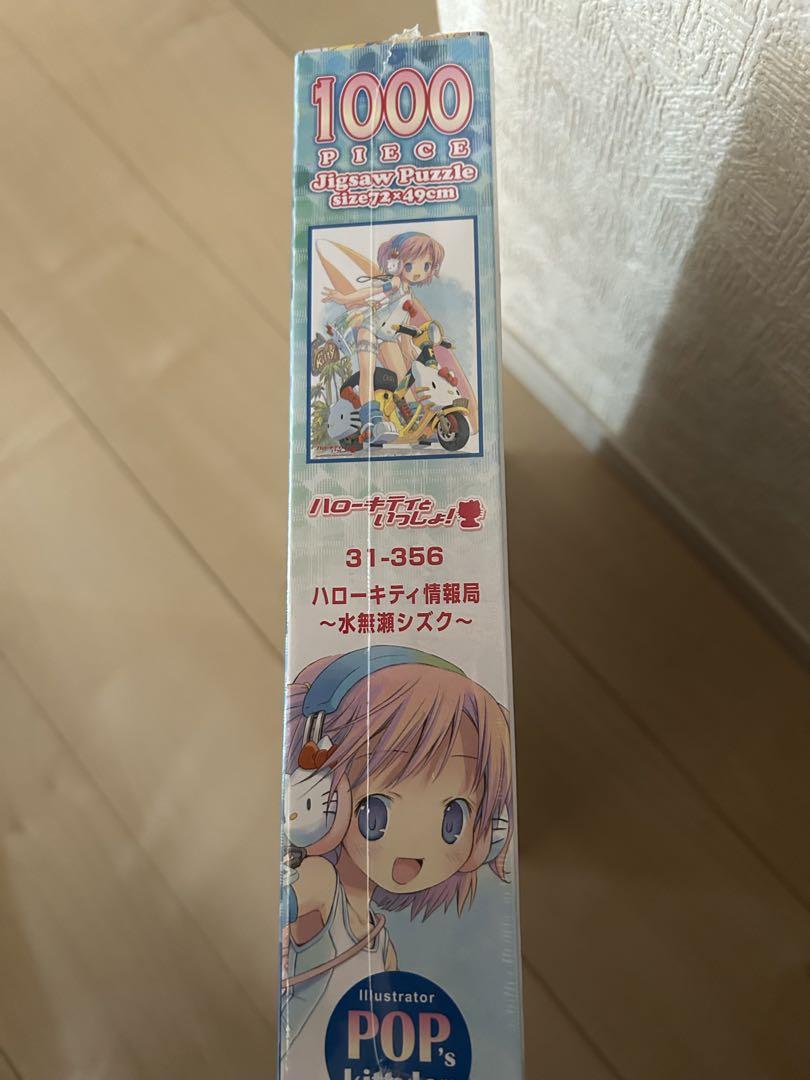 1000
PIECE
Jigsaw Puzzle
size72×49cm
Kitty
ハローキティと
いっしょ!
31-356
ハローキティ情報局
～水無瀬シズク～
Illustrator
POP's